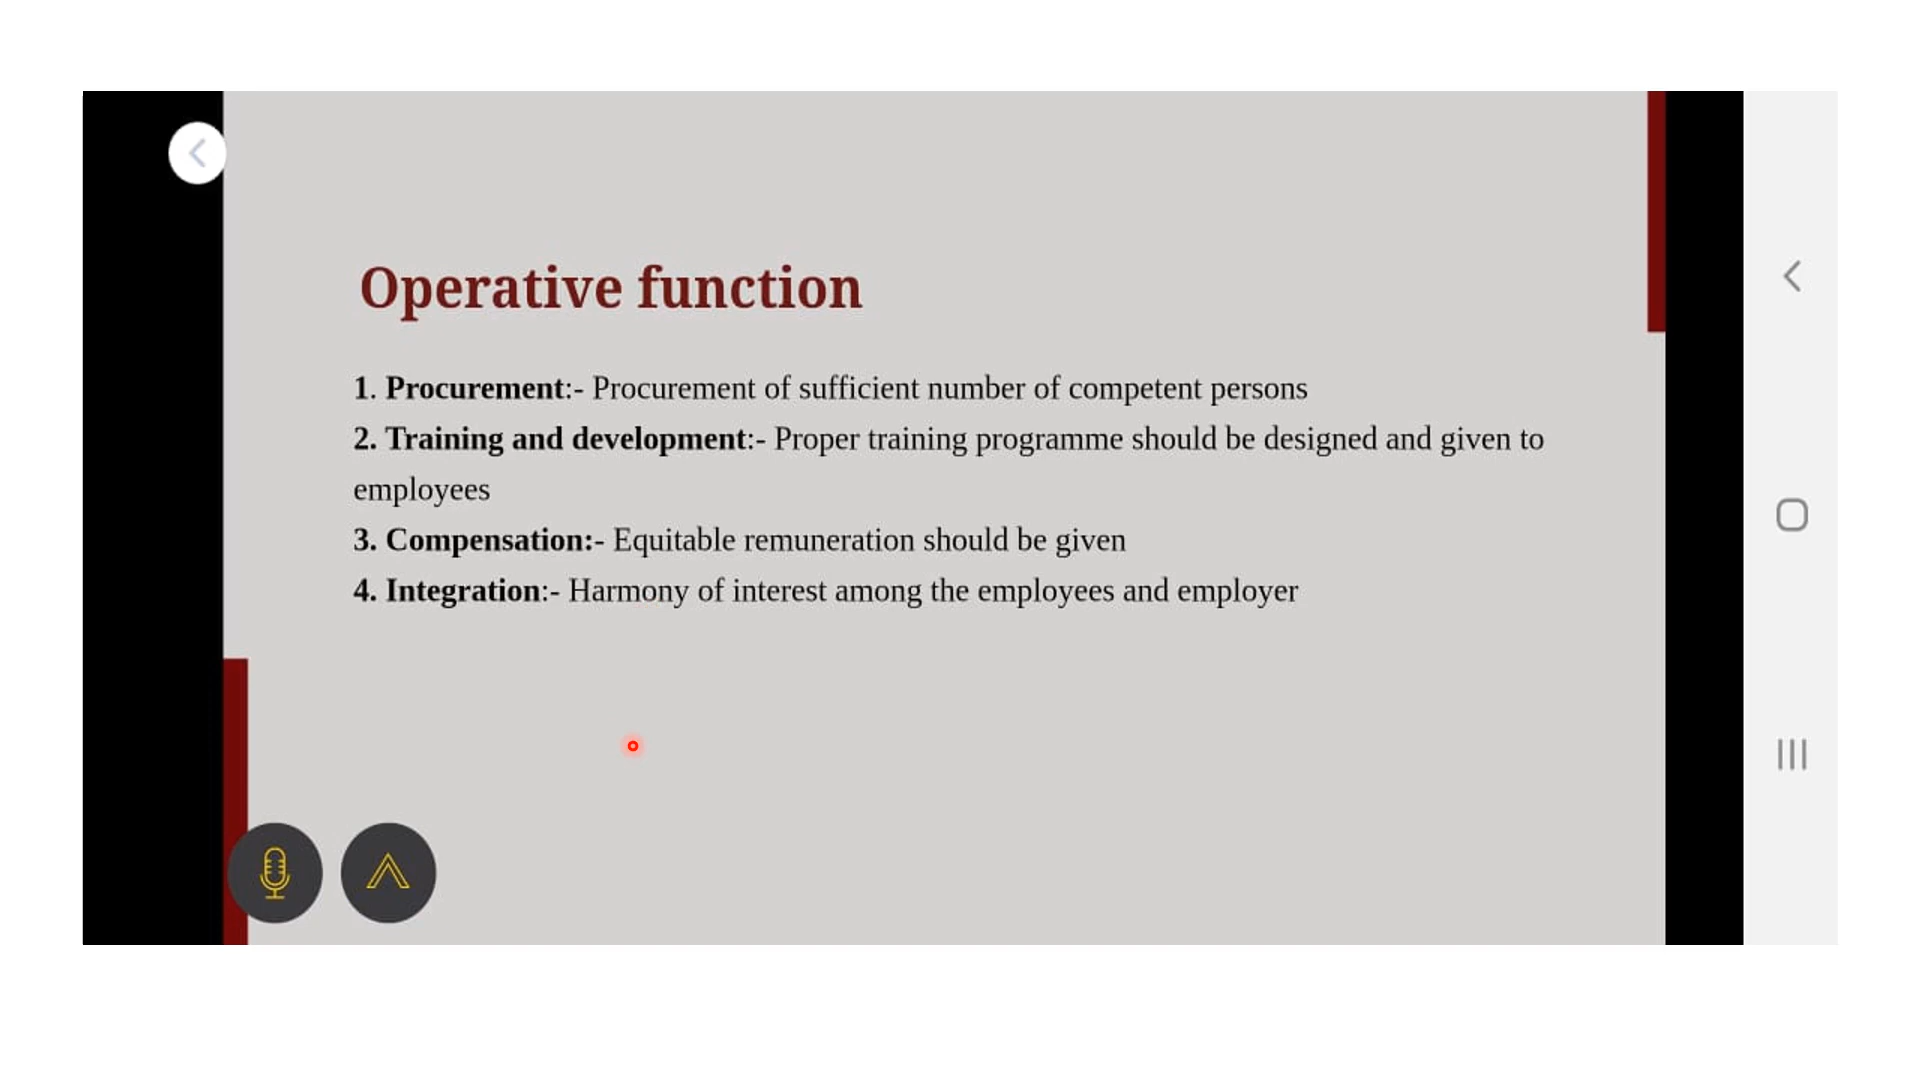 Operative function
1. Procurement:- Procurement of sufficient number of competent persons
2. Training and development:- Proper training programme should be designed and given to
employees
3. Compensation:- Equitable remuneration should be given
4. Integration:- Harmony of interest among the employees and employer